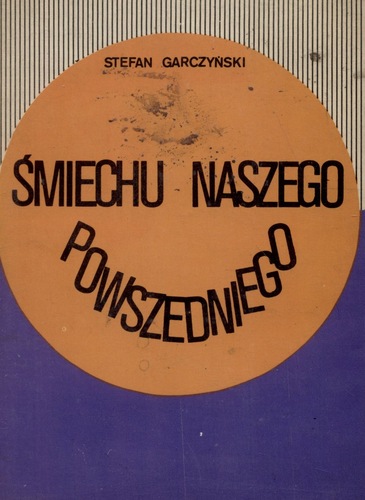 STEFAN GARCZYŃSKI
ŚMIECHU NASZEGO
POWSZEDNIEGO